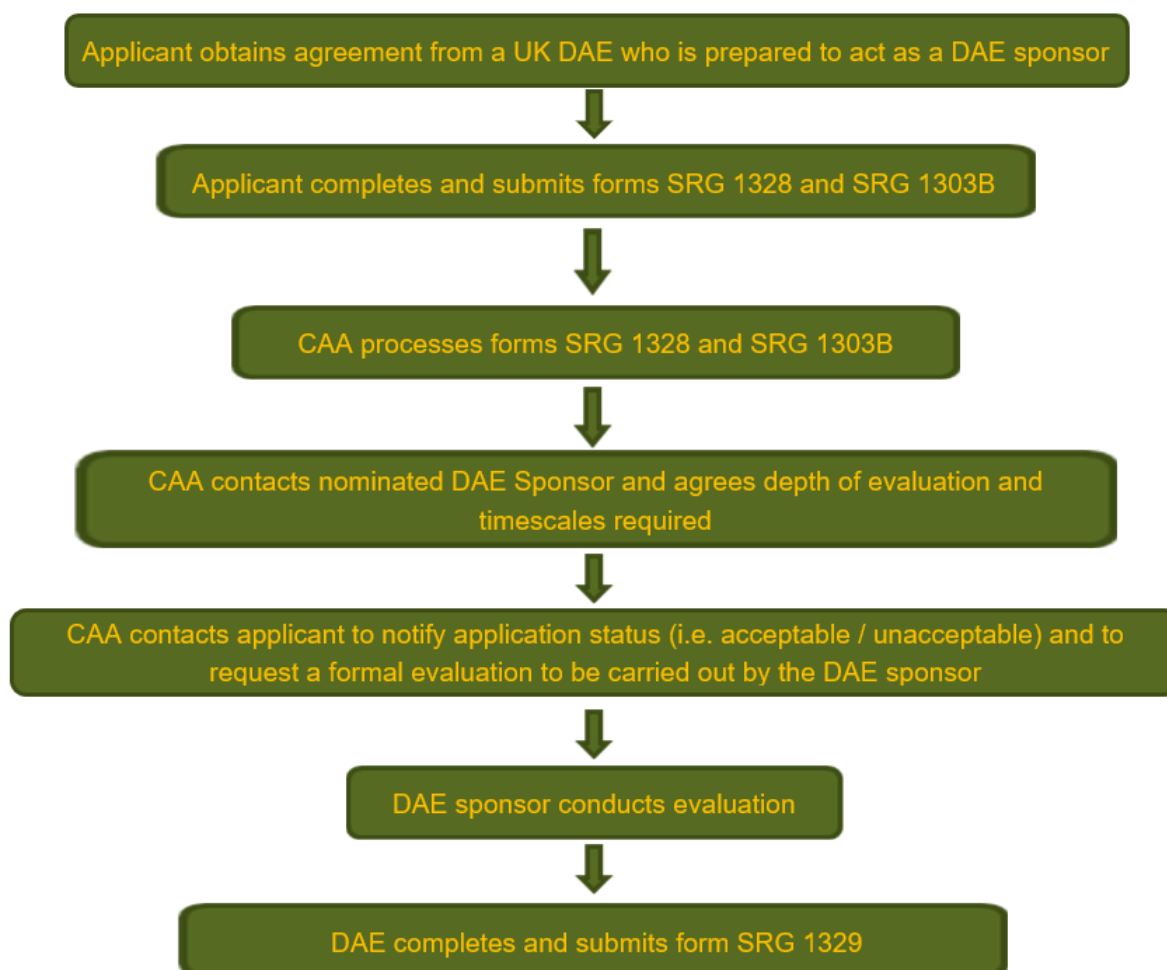 Applicant obtains agreement from a UK DAE who is prepared to act as a DAE sponsor
Applicant completes and submits forms SRG 1328 and SRG 1303B
CAA processes forms SRG 1328 and SRG 1303B
CAA contacts nominated DAE Sponsor and agrees depth of evaluation and
timescales required
CAA contacts applicant to notify application status (i.e. acceptable / unacceptable) and to
request a formal evaluation to be carried out by the DAE sponsor
DAE sponsor conducts evaluation
DAE completes and submits form SRG 1329